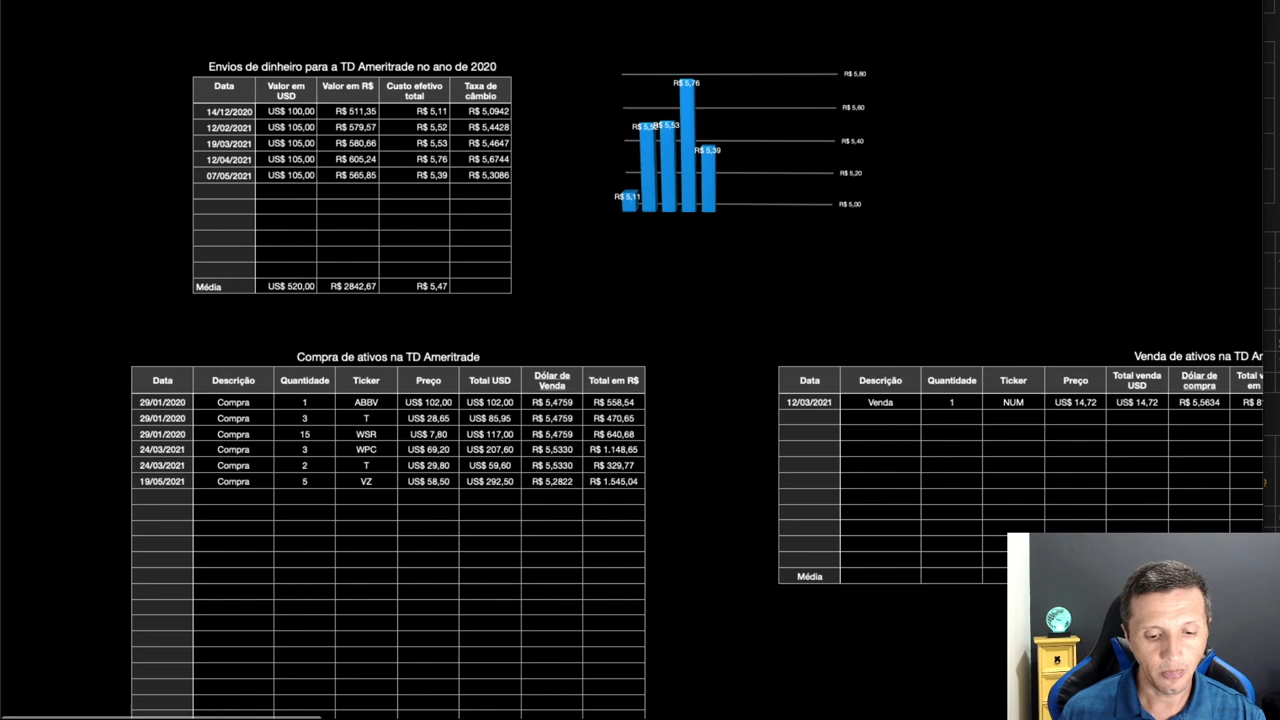 Envios de dinheiro para a TD Ameritrade no ano de 2020
Data Valor em USD Valor em R$ Custo efetivo total Taxa de câmbio
14/12/2020 US$ 100,00 R$ 511,35 R$ 5,11 R$ 5,0942
12/02/2021 US$ 105,00 R$ 579,57 R$ 5,52 R$ 5,4428
19/03/2021 US$ 105,00 R$ 580,66 R$ 5,53 R$ 5,4647
12/04/2021 US$ 105,00 R$ 605,24 R$ 5,76 R$ 5,6744
07/05/2021 US$ 105,00 R$ 565,85 R$ 5,39 R$ 5,3086
Média US$ 520,00 R$ 2842,67 R$ 5,47
R$ 5,80
R$ 5,76
R$ 5,60
R$ 5,53
R$ 5,40
R$ 5,39
R$ 5,20
R$ 5,11
R$ 5,00
Compra de ativos na TD Ameritrade
Data Descrição Quantidade Ticker Preço Total USD Dólar de Venda Total em R$
29/01/2020 Compra 1 ABBV US$ 102,00 US$ 102,00 R$ 5,4759 R$ 558,54
29/01/2020 Compra 3 T US$ 28,65 US$ 85,95 R$ 5,4759 R$ 470,65
29/01/2020 Compra 15 WSR US$ 7,80 US$ 117,00 R$ 5,4759 R$ 640,68
24/03/2021 Compra 3 WPC US$ 69,20 US$ 207,60 R$ 5,5330 R$ 1.148,65
24/03/2021 Compra 2 T US$ 29,80 US$ 59,60 R$ 5,5330 R$ 329,77
19/05/2021 Compra 5 VZ US$ 58,50 US$ 292,50 R$ 5,2822 R$ 1.545,04
Venda de ativos na TD
Data Descrição Quantidade Ticker Preço Total venda USD Dólar de compra Total
12/03/2021 Venda 1 NUM US$ 14,72 US$ 14,72 R$ 5,5634 R$
Média